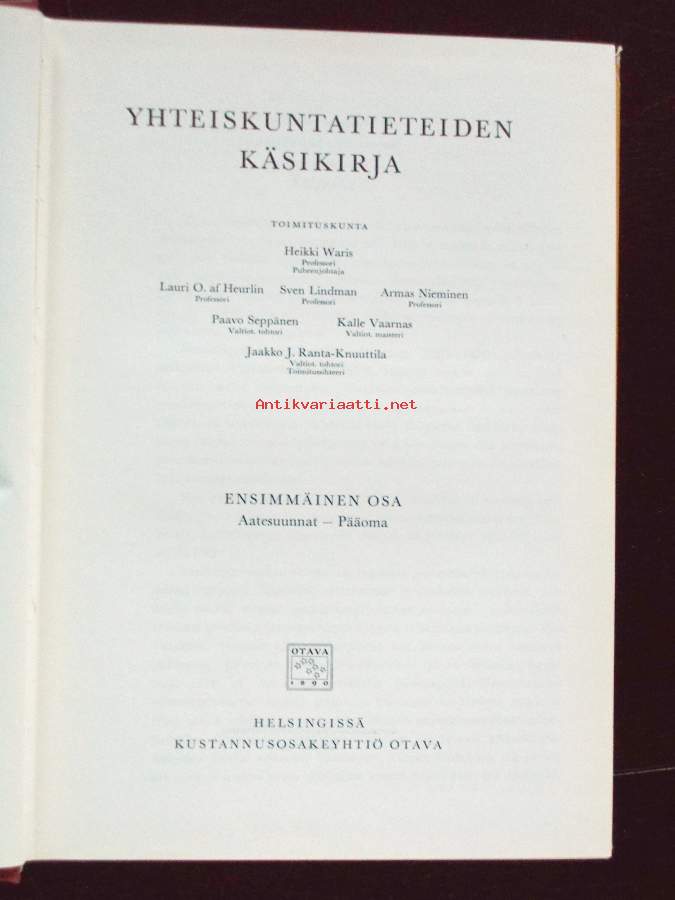 YHTEISKUNTATIETEIDEN
KÄSIKIRJA
TOIMITUSKUNTA
Heikki Waris
Professori
Puheenjohtaja
Lauri O. af Heurlin Sven Lindman Armas Nieminen
Professori Professori Professori
Paavo Seppänen Kalle Vaarnas
Valtiot. tohtori Valtiot. maisteri
Jaakko J. Ranta-Knuuttila
Valtiot. tohtori
Toimitussihteeri
Antikvariaatti.net
ENSIMMÄINEN OSA
Aatesuunnat – Pääoma
OTAVA
1890
HELSINGISSÄ
KUSTANNUSOSAKEYHTIÖ OTAVA